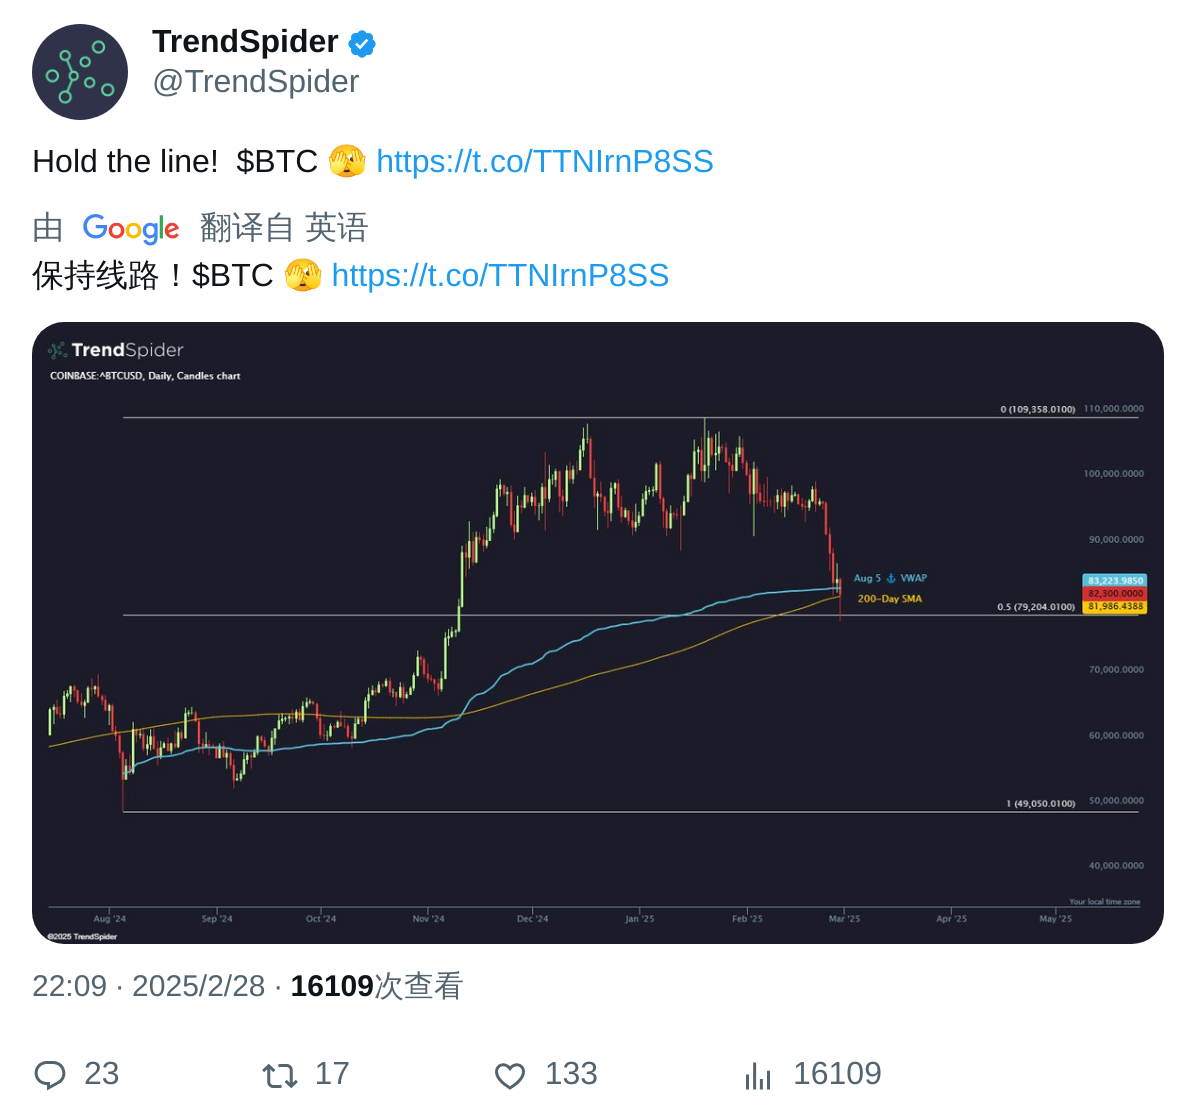 TrendSpider
@TrendSpider
Hold the line!  $BTC 🫣 https://t.co/TTNIrnP8SS
由 Google 翻译自 英语
保持线路！$BTC 🫣 https://t.co/TTNIrnP8SS
TrendSpider
COINBASE:^BTCUSD, Daily, Candles chart
0 (109,358.0100) 110,000.0000
100,000.0000
90,000.0000
Aug 5 ⚓ VWAP 83,223.9850
82,300.0000
200-Day SMA 81,986.4388
0.5 (79,204.0100)
70,000.0000
60,000.0000
1 (49,050.0100) 50,000.0000
40,000.0000
Your local time zone
Aug '24 Sep '24 Oct '24 Nov '24 Dec '24 Jan '25 Feb '25 Mar '25 Apr '25 May '25
©2025 TrendSpider
22:09 · 2025/2/28 · 16109次查看
23 17 133 16109